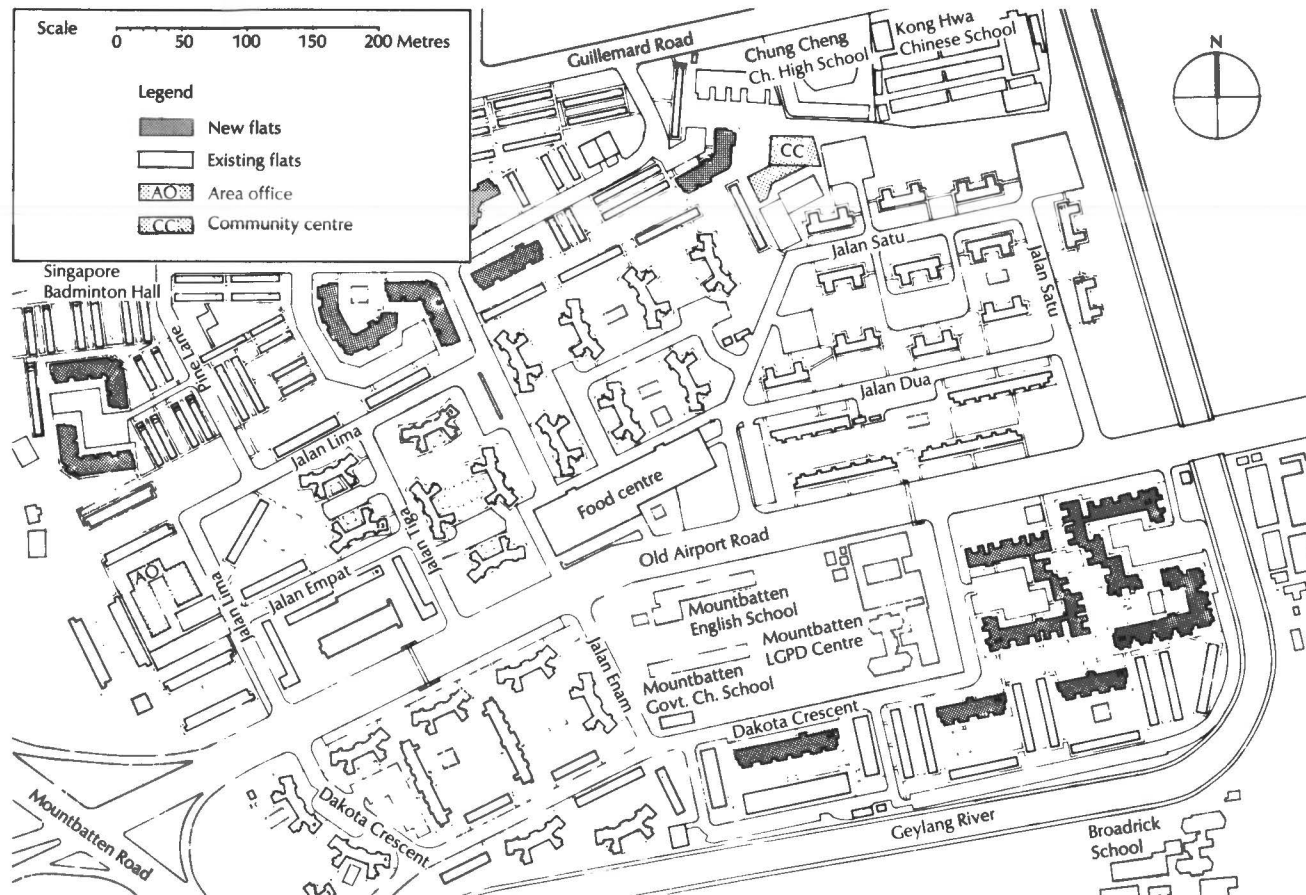 Scale
0 50 100 150 200 Metres
Legend
New flats
Existing flats
AO Area office
CC Community centre
N
Guillemard Road
Chung Cheng
Ch. High School
Kong Hwa
Chinese School
CC
Singapore
Badminton Hall
Pine Lane
Jalan Satu
Jalan Satu
Jalan Dua
Jalan Lima
Jalan Tiga
Food centre
Old Airport Road
AO
Jalan Lima
Jalan Empat
Mountbatten
English School
Mountbatten
LGPD Centre
Mountbatten
Govt. Ch. School
Jalan Enam
Dakota Crescent
Dakota Crescent
Mountbatten Road
Geylang River
Broadrick
School